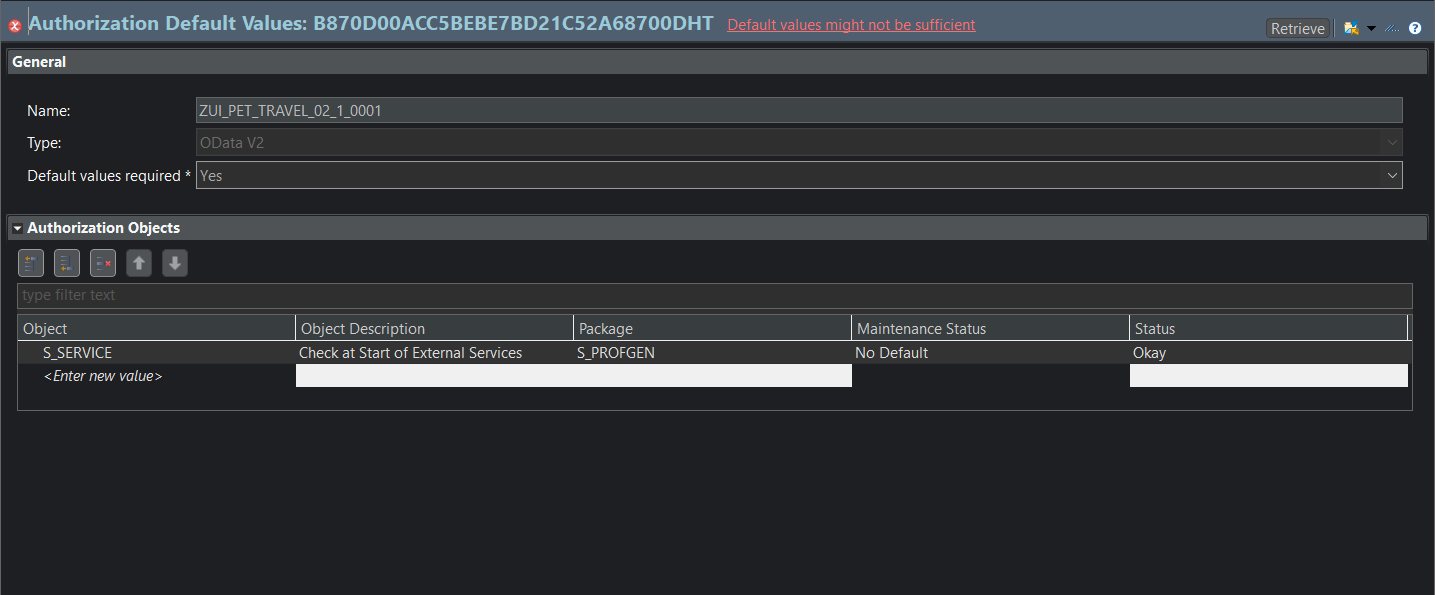 Authorization Default Values: B870D00ACC5BEBE7BD21C52A68700DHT Default values might not be sufficient Retrieve
General
Name: ZUI_PET_TRAVEL_02_1_0001
Type: OData V2
Default values required * Yes
Authorization Objects
type filter text
Object Object Description Package Maintenance Status Status
S_SERVICE Check at Start of External Services S_PROFGEN No Default Okay
<Enter new value>